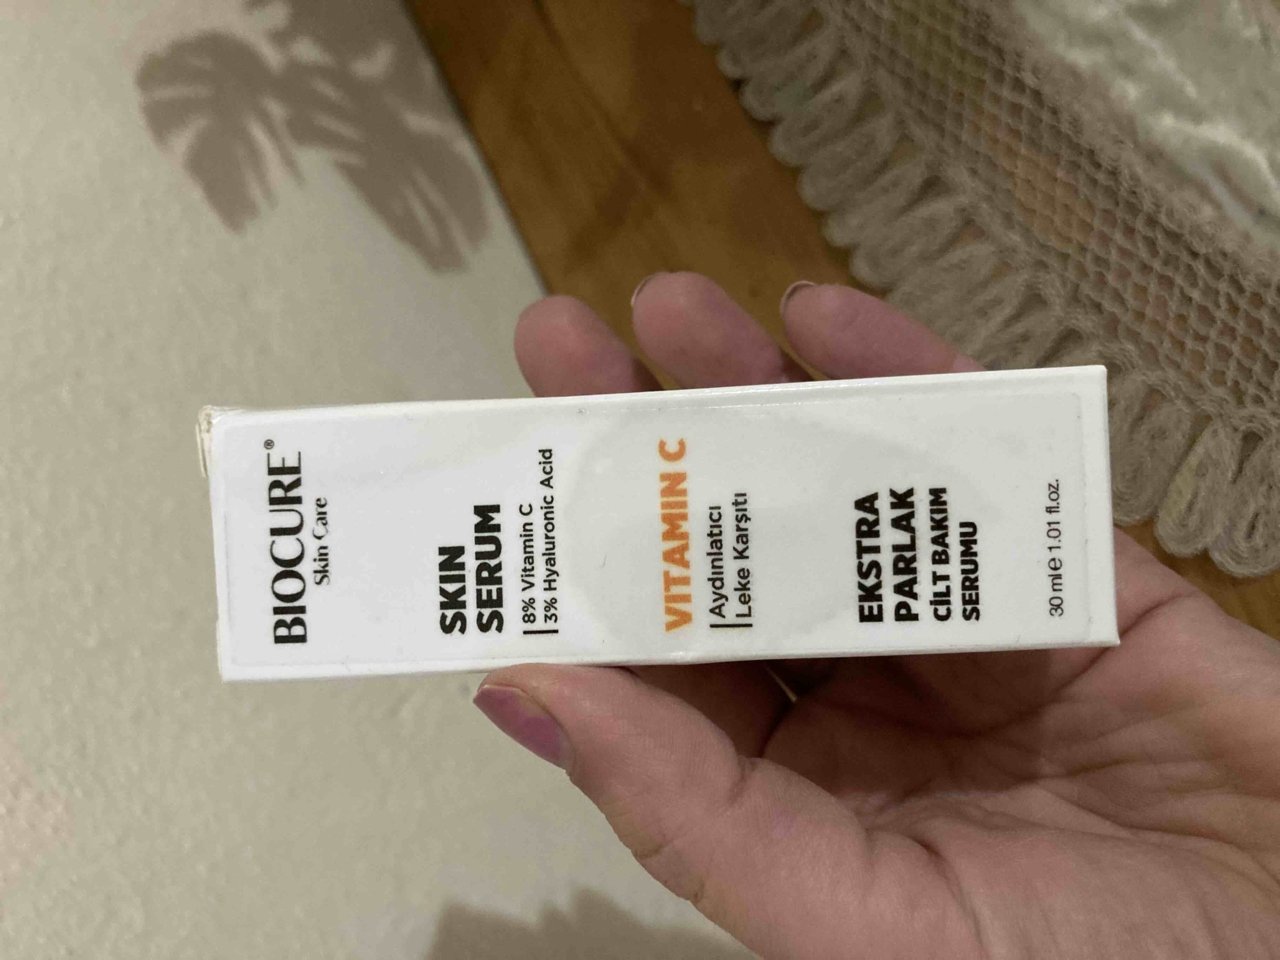 BIOCURE®
Skin Care
SKIN
SERUM
8% Vitamin C
3% Hyaluronic Acid
VITAMIN C
Aydınlatıcı
Leke Karşıtı
EKSTRA
PARLAK
CİLT BAKIM
SERUMU
30 ml e 1.01 fl.oz.